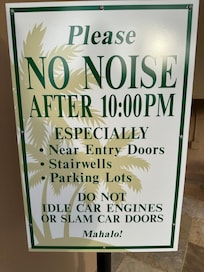 Please
NO NOISE
AFTER 10:00PM
ESPECIALLY
• Near Entry Doors
• Stairwells
• Parking Lots
DO NOT
IDLE CAR ENGINES
OR SLAM CAR DOORS
Mahalo!